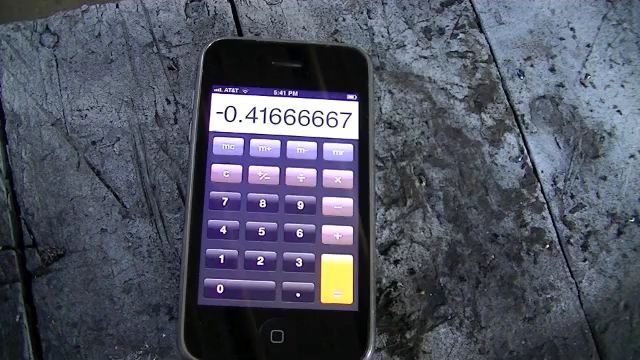 AT&T 5:41 PM
-0.41666667
mc m+ m- mr
C +/- ÷ ×
7 8 9 −
4 5 6 +
1 2 3
0 . =